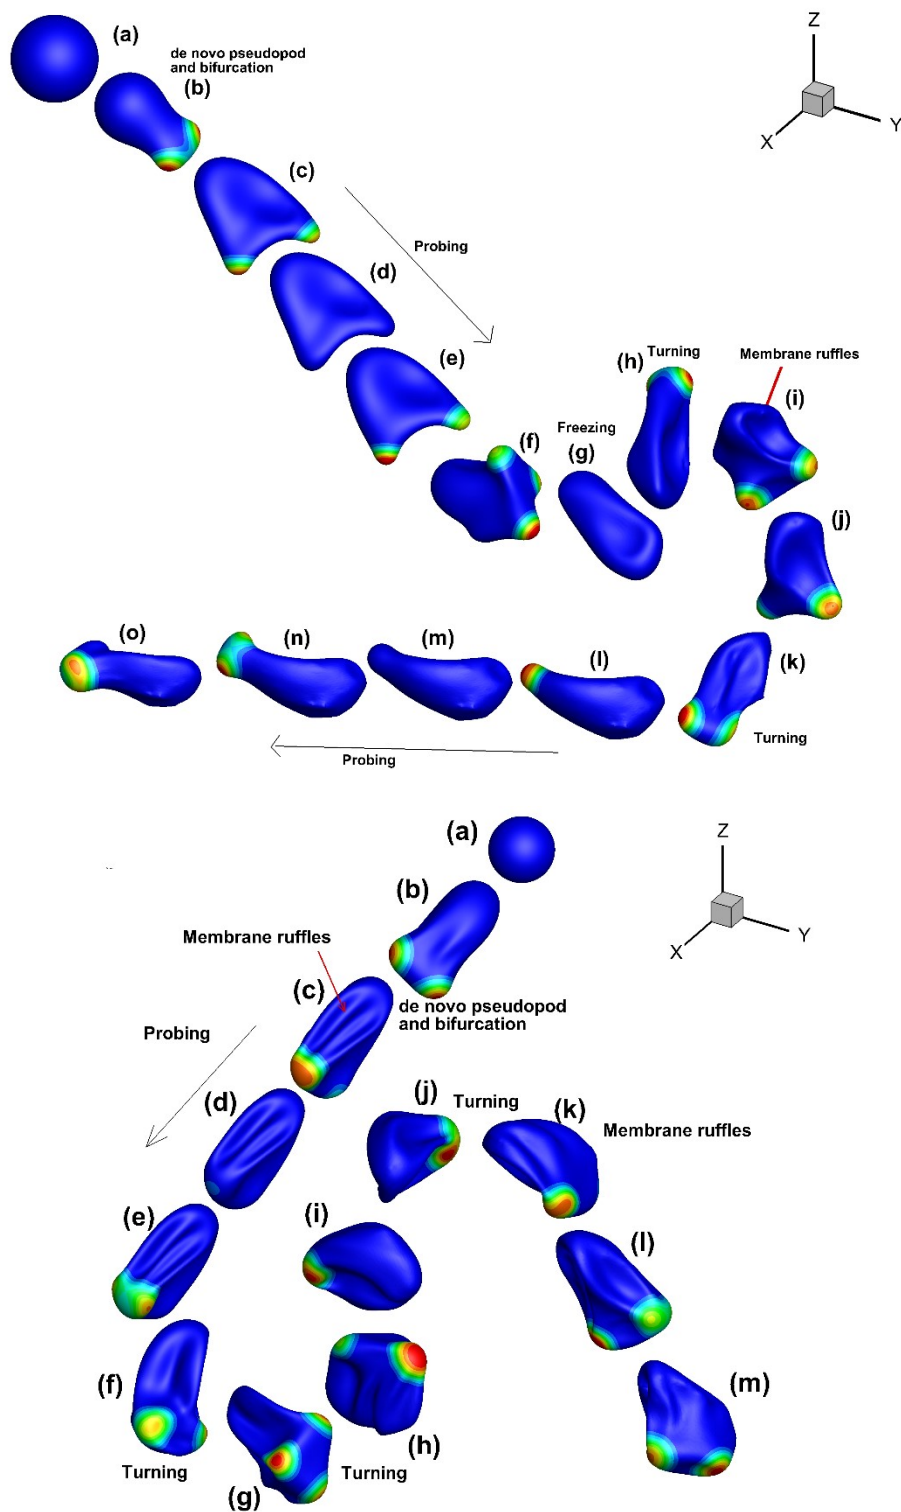 (a)
de novo pseudopod
and bifurcation
(b)
Z
X
Y
(c)
Probing
(d)
(e)
(f)
Freezing
(g)
Turning
(h)
Membrane ruffles
(i)
(j)
(k)
Turning
(l)
(m)
(n)
(o)
Probing
(a)
Z
X
Y
(b)
Membrane ruffles
(c)
de novo pseudopod
and bifurcation
Probing
(d)
(e)
(f)
Turning
(g)
Turning
(h)
(i)
(j)
Turning
(k)
Membrane ruffles
(l)
(m)